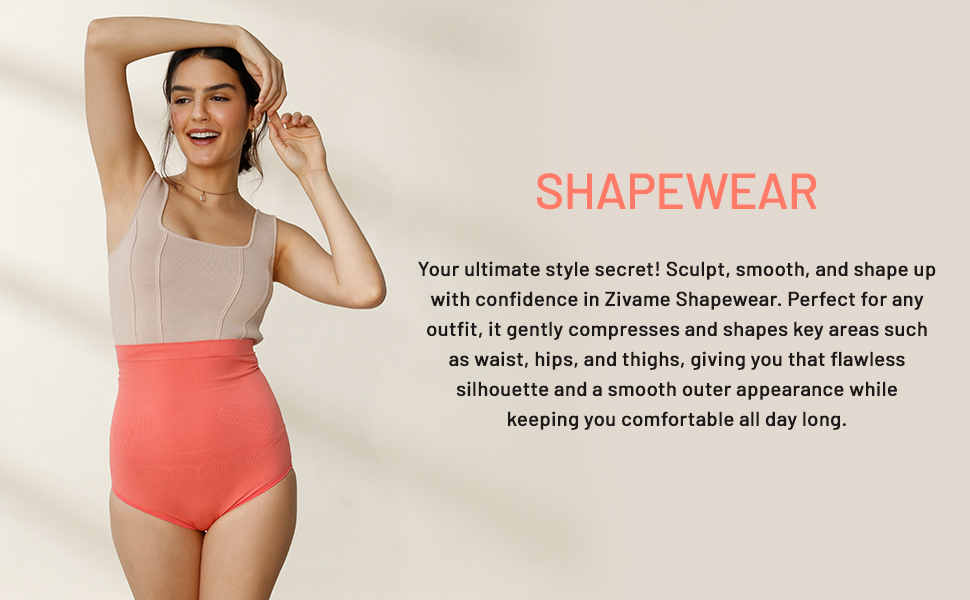 SHAPEWEAR
Your ultimate style secret! Sculpt, smooth, and shape up
with confidence in Zivame Shapewear. Perfect for any
outfit, it gently compresses and shapes key areas such
as waist, hips, and thighs, giving you that flawless
silhouette and a smooth outer appearance while
keeping you comfortable all day long.